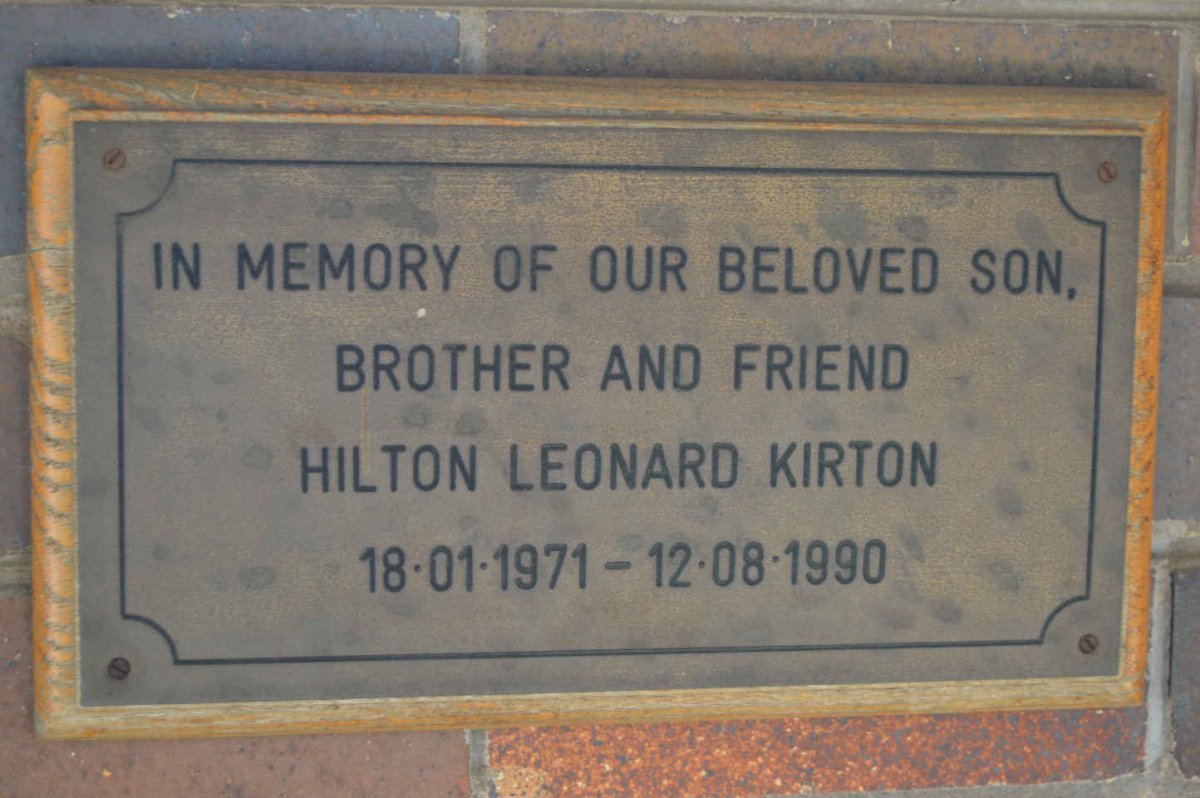 IN MEMORY OF OUR BELOVED SON,
BROTHER AND FRIEND
HILTON LEONARD KIRTON
18·01·1971 – 12·08·1990